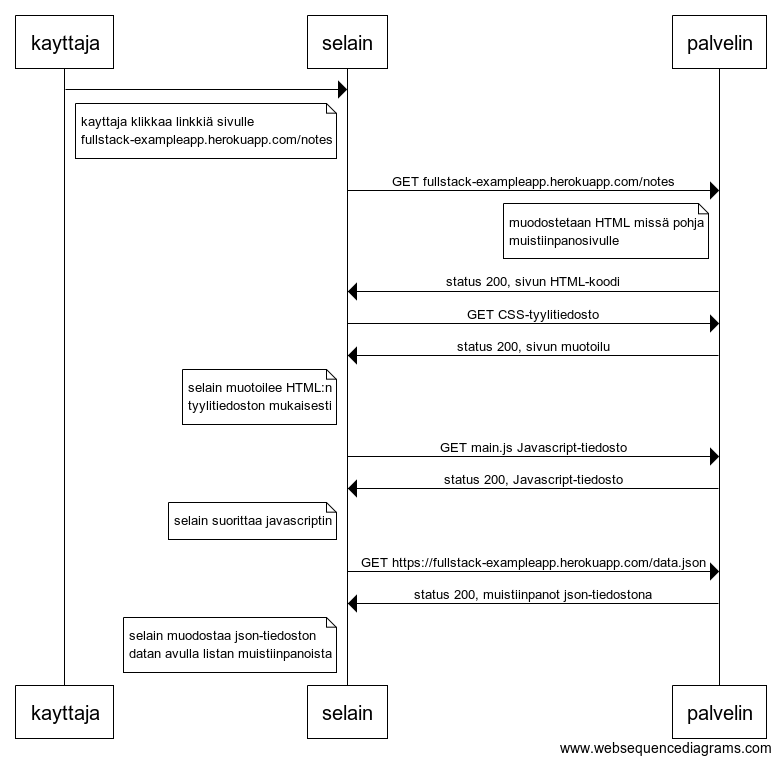 kayttaja
selain
palvelin
kayttaja klikkaa linkkiä sivulle
fullstack-exampleapp.herokuapp.com/notes
GET fullstack-exampleapp.herokuapp.com/notes
muodostetaan HTML missä pohja
muistiinpanosivulle
status 200, sivun HTML-koodi
GET CSS-tyylitiedosto
status 200, sivun muotoilu
selain muotoilee HTML:n
tyylitiedoston mukaisesti
GET main.js Javascript-tiedosto
status 200, Javascript-tiedosto
selain suorittaa javascriptin
GET https://fullstack-exampleapp.herokuapp.com/data.json
status 200, muistiinpanot json-tiedostona
selain muodostaa json-tiedoston
datan avulla listan muistiinpanoista
kayttaja
selain
palvelin
www.websequencediagrams.com